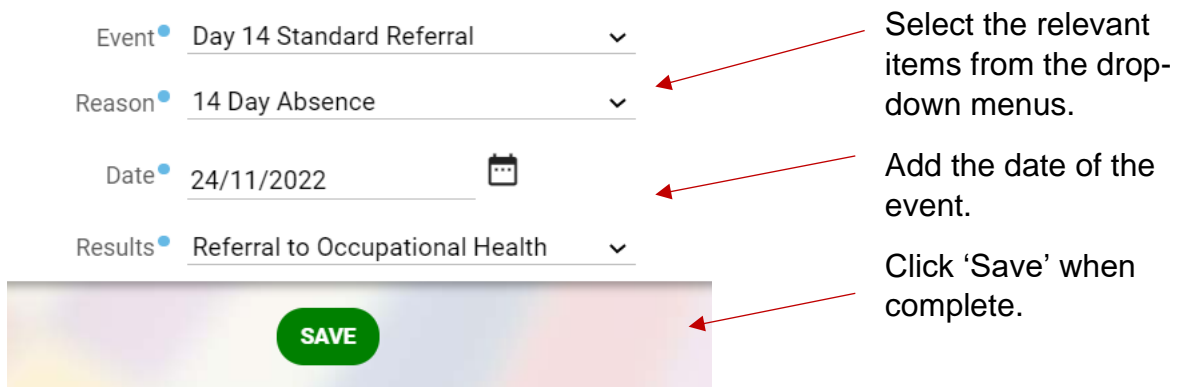 Event Day 14 Standard Referral
Reason 14 Day Absence
Date 24/11/2022
Results Referral to Occupational Health
SAVE
Select the relevant
items from the drop-
down menus.
Add the date of the
event.
Click ‘Save’ when
complete.